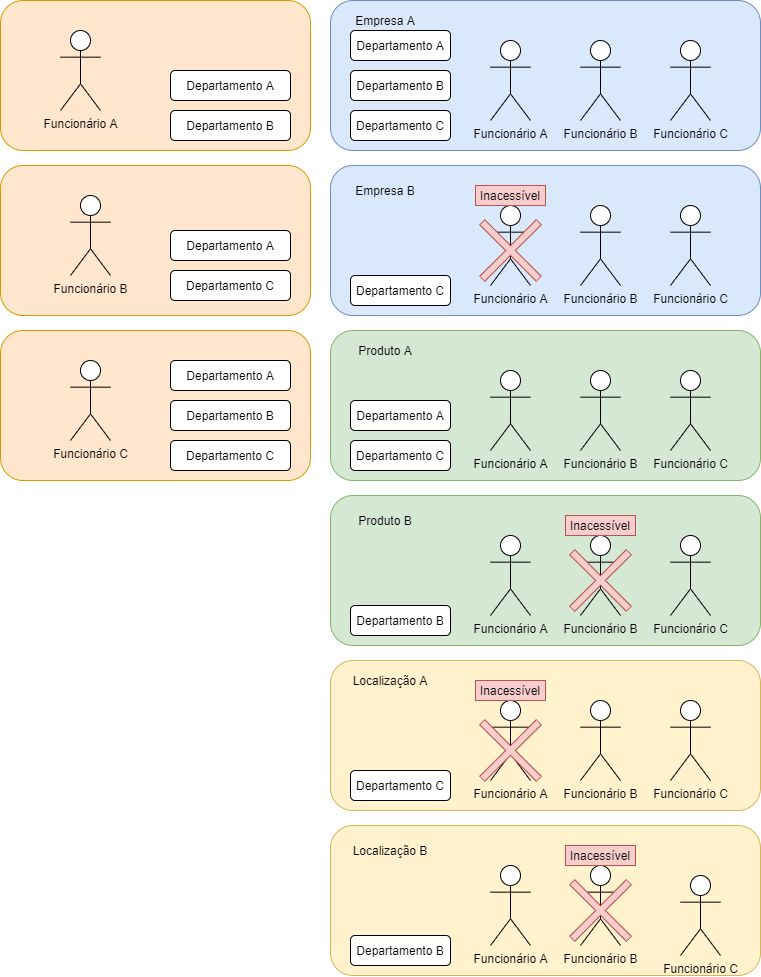 Funcionário A
Departamento A
Departamento B
Funcionário B
Departamento A
Departamento C
Funcionário C
Departamento A
Departamento B
Departamento C
Empresa A
Departamento A
Departamento B
Departamento C
Funcionário A
Funcionário B
Funcionário C
Empresa B
Inacessível
Departamento C
Funcionário A
Funcionário B
Funcionário C
Produto A
Departamento A
Departamento C
Funcionário A
Funcionário B
Funcionário C
Produto B
Inacessível
Departamento B
Funcionário A
Funcionário B
Funcionário C
Localização A
Inacessível
Departamento C
Funcionário A
Funcionário B
Funcionário C
Localização B
Inacessível
Departamento B
Funcionário A
Funcionário B
Funcionário C